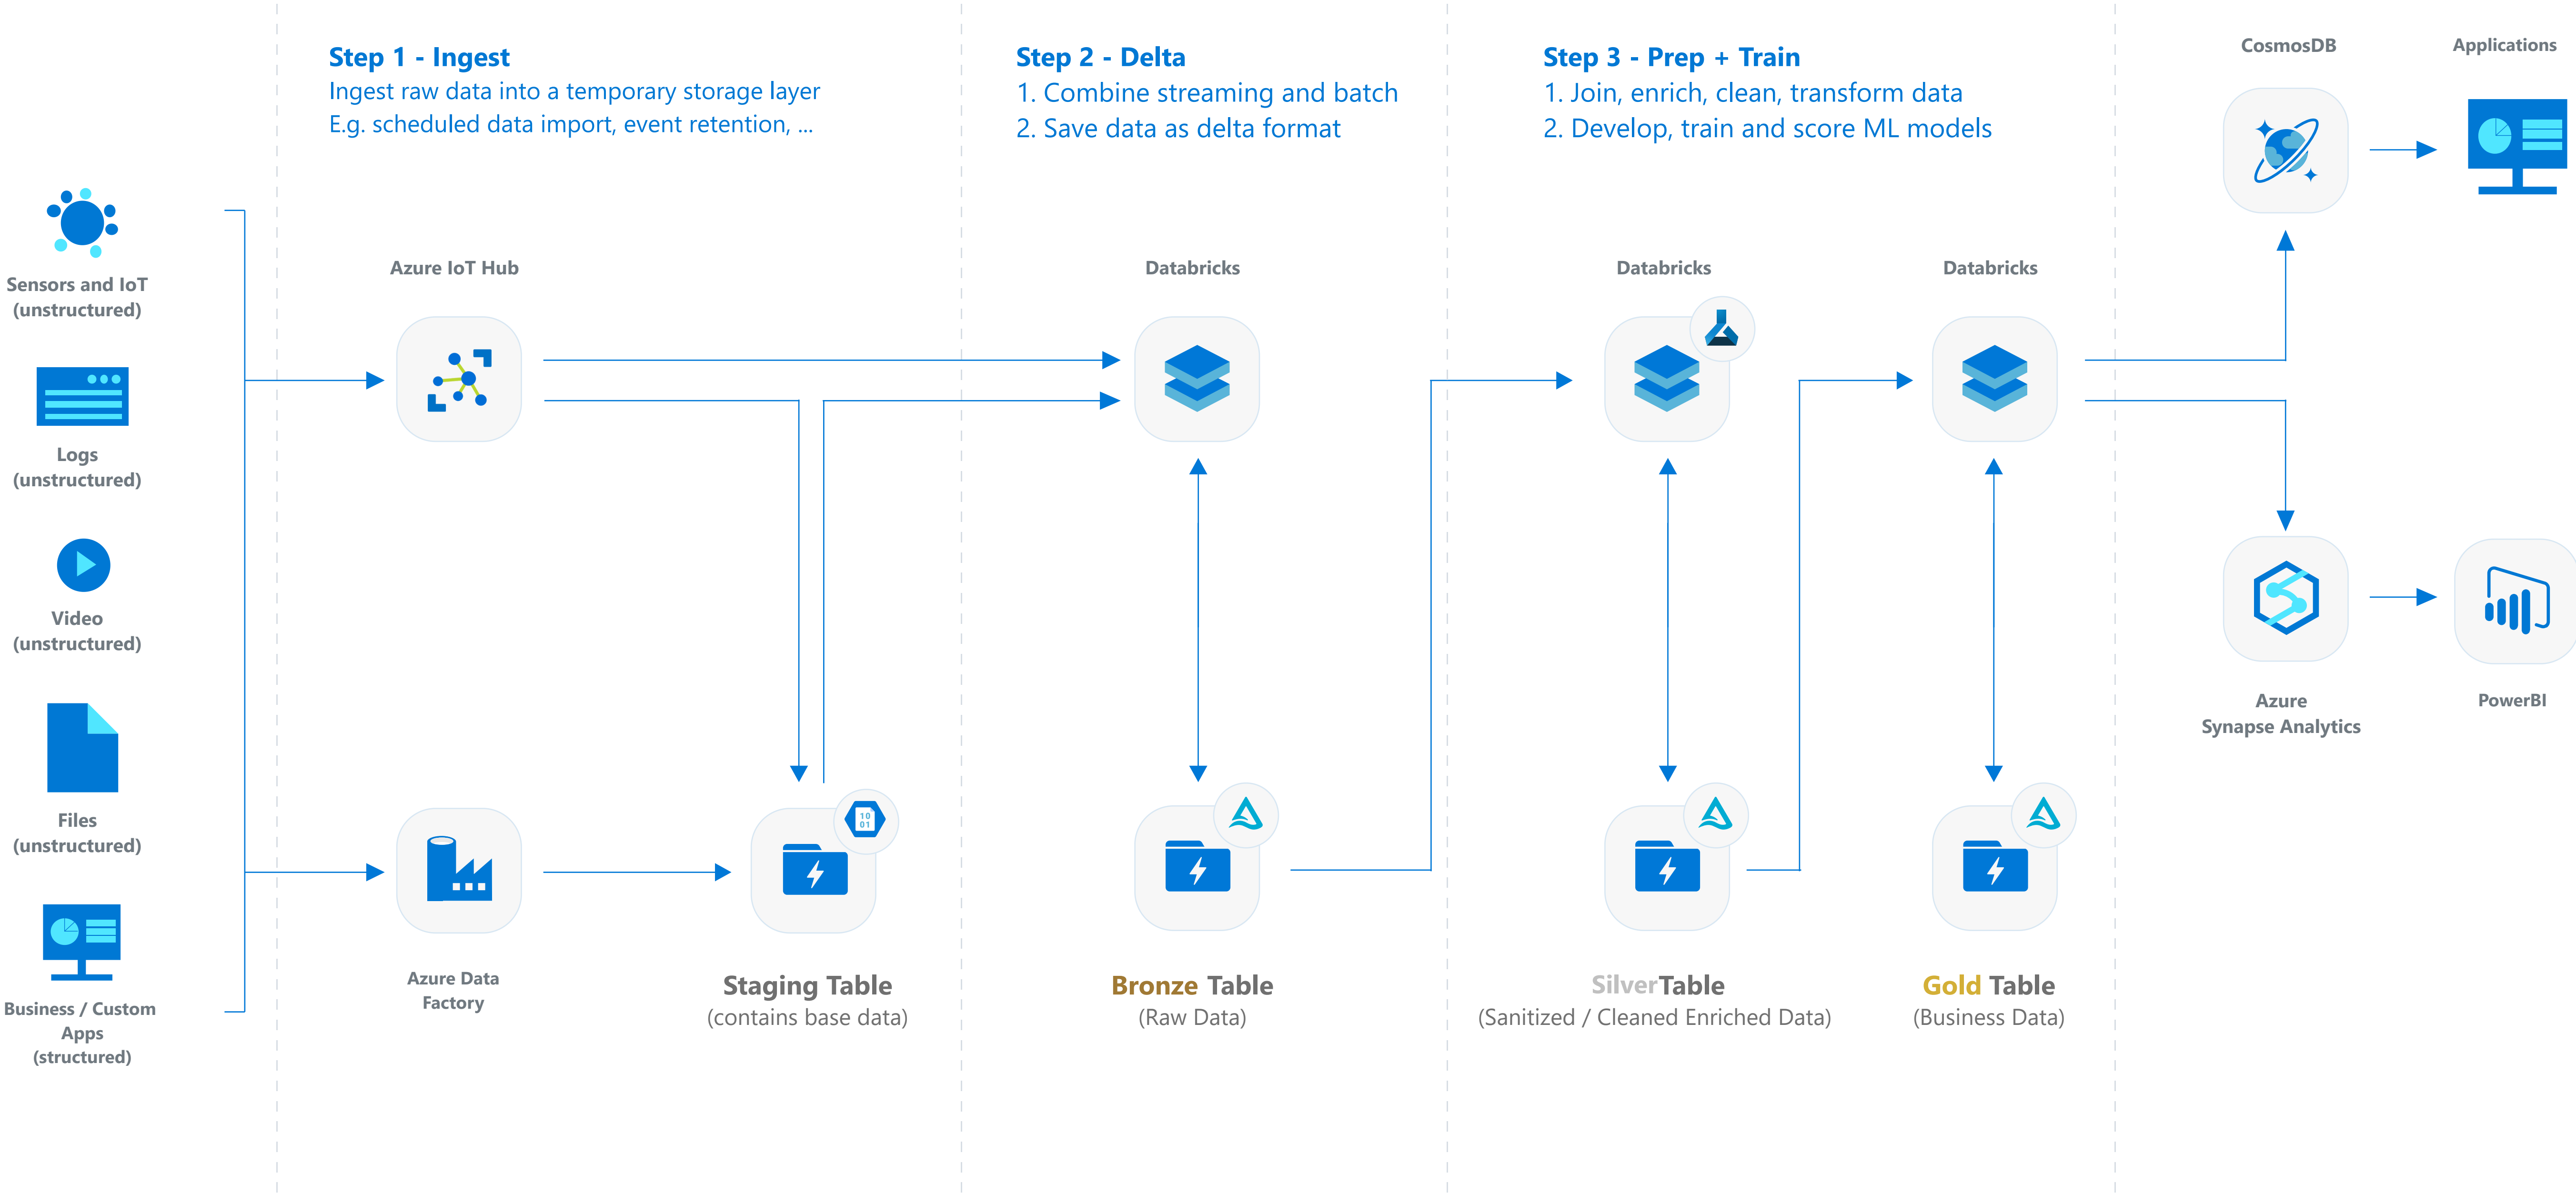 Sensors and IoT
(unstructured)
Logs
(unstructured)
Video
(unstructured)
Files
(unstructured)
Business / Custom
Apps
(structured)
Step 1 - Ingest
Ingest raw data into a temporary storage layer
E.g. scheduled data import, event retention, ...
Azure IoT Hub
Azure Data
Factory
10
01
Staging Table
(contains base data)
Step 2 - Delta
1. Combine streaming and batch
2. Save data as delta format
Databricks
Bronze Table
(Raw Data)
Step 3 - Prep + Train
1. Join, enrich, clean, transform data
2. Develop, train and score ML models
Databricks
Databricks
SilverTable
(Sanitized / Cleaned Enriched Data)
Gold Table
(Business Data)
CosmosDB
Applications
Azure
Synapse Analytics
PowerBI